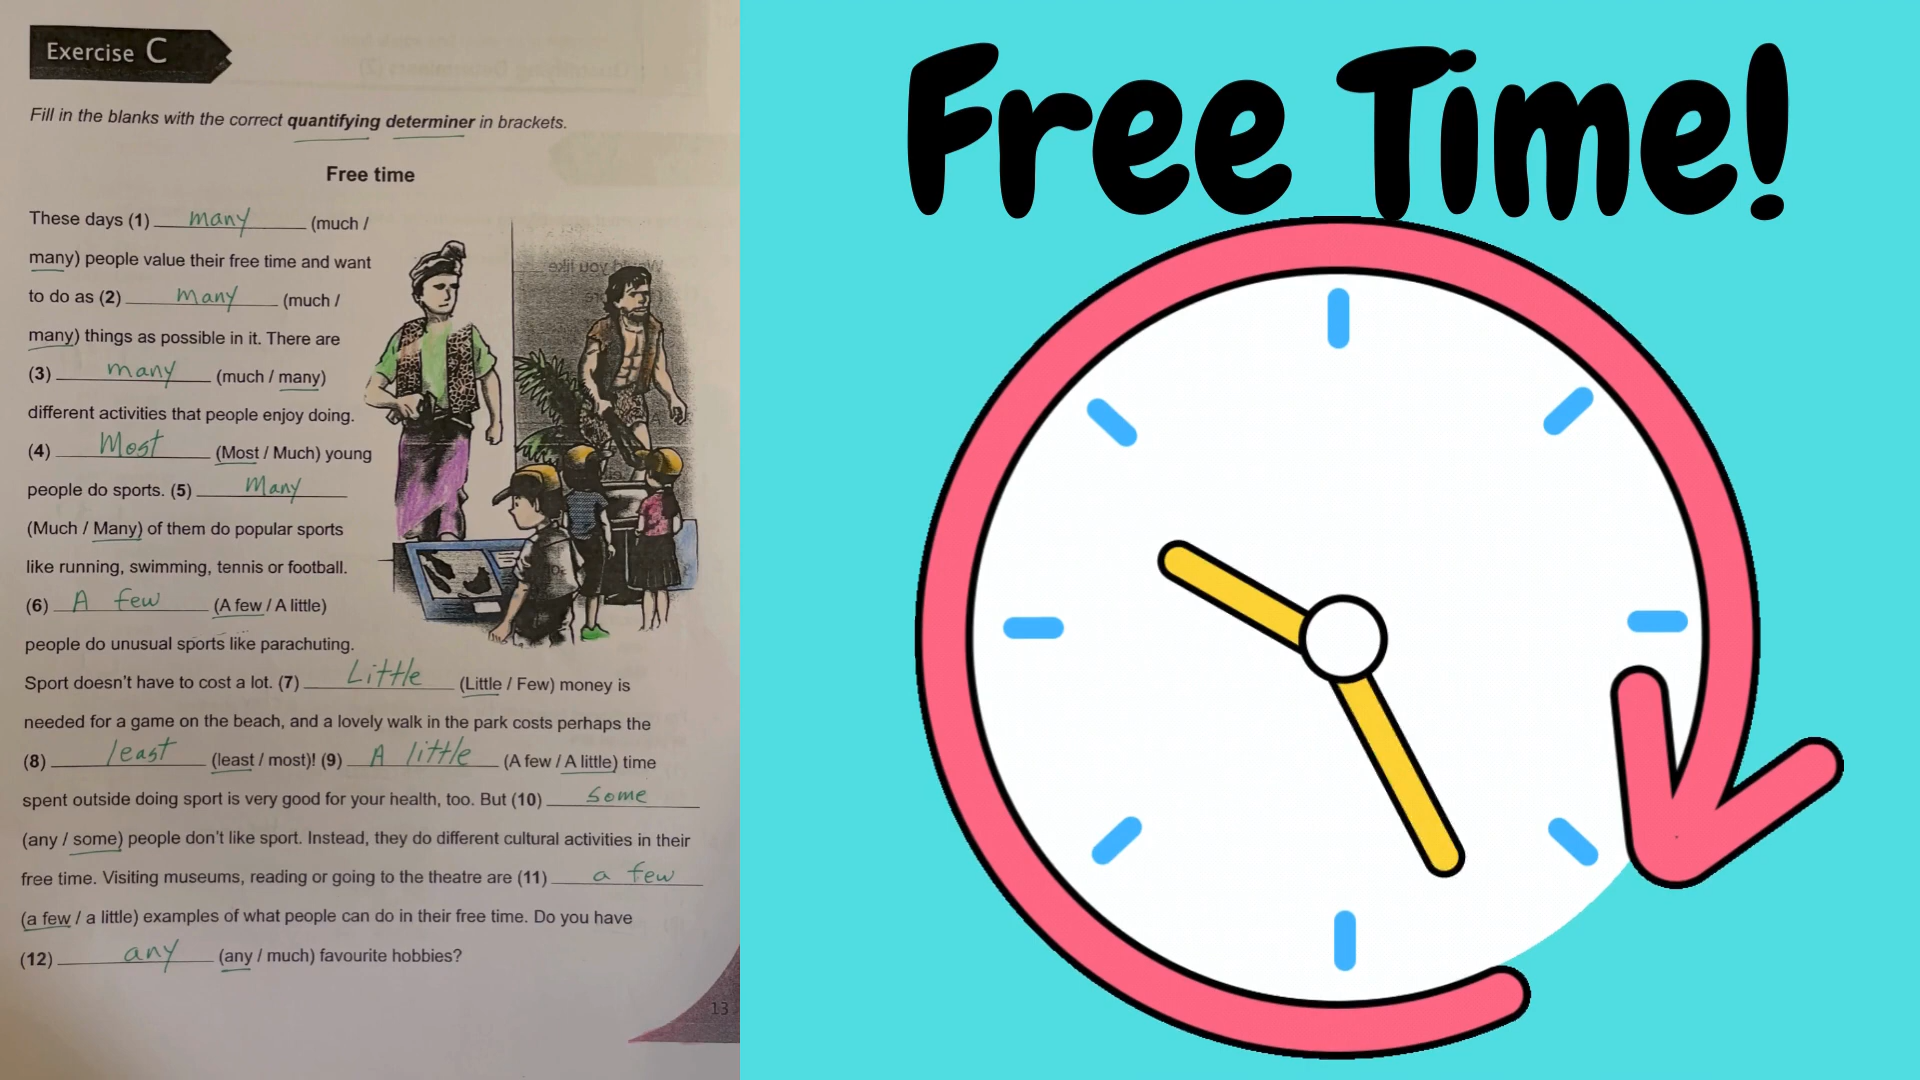 Exercise C
Fill in the blanks with the correct quantifying determiner in brackets.
Free time
These days (1) many (much /
many) people value their free time and want
to do as (2) many (much /
many) things as possible in it. There are
(3) many (much / many)
different activities that people enjoy doing.
(4) Most (Most / Much) young
people do sports. (5) Many
(Much / Many) of them do popular sports
like running, swimming, tennis or football.
(6) A few (A few / A little)
people do unusual sports like parachuting.
Sport doesn't have to cost a lot. (7) Little (Little / Few) money is
needed for a game on the beach, and a lovely walk in the park costs perhaps the
(8) least (least / most)! (9) A little (A few / A little) time
spent outside doing sport is very good for your health, too. But (10) some
(any / some) people don't like sport. Instead, they do different cultural activities in their
free time. Visiting museums, reading or going to the theatre are (11) a few
(a few / a little) examples of what people can do in their free time. Do you have
(12) any (any / much) favourite hobbies?
13
Free Time!